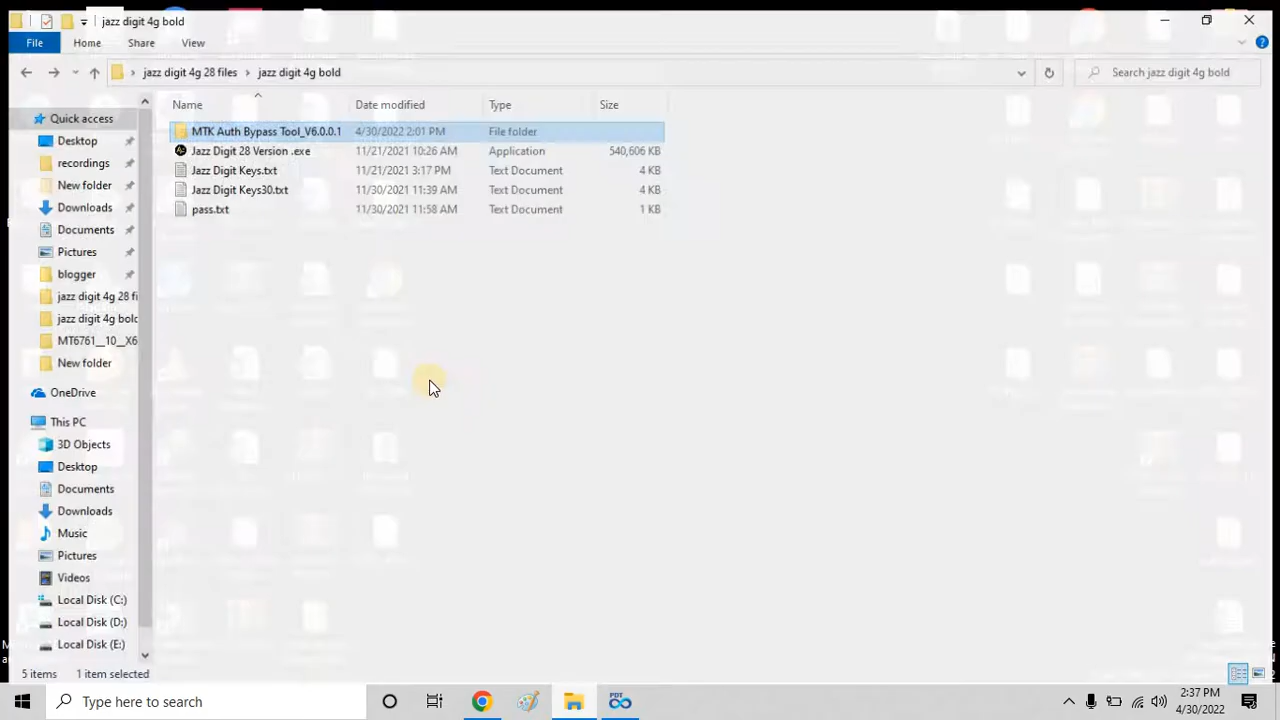 jazz digit 4g bold
File Home Share View
jazz digit 4g 28 files > jazz digit 4g bold Search jazz digit 4g bold
Name Date modified Type Size
MTK Auth Bypass Tool_V6.0.0.1 4/30/2022 2:01 PM File folder
Jazz Digit 28 Version .exe 11/21/2021 10:26 AM Application 540,606 KB
Jazz Digit Keys.txt 11/21/2021 3:17 PM Text Document 4 KB
Jazz Digit Keys30.txt 11/30/2021 11:39 AM Text Document 4 KB
pass.txt 11/30/2021 11:58 AM Text Document 1 KB
Quick access
Desktop
recordings
New folder
Downloads
Documents
Pictures
blogger
jazz digit 4g 28 fi
jazz digit 4g bold
MT6761__10__X6
New folder
OneDrive
This PC
3D Objects
Desktop
Documents
Downloads
Music
Pictures
Videos
Local Disk (C:)
Local Disk (D:)
Local Disk (E:)
5 items 1 item selected
Type here to search
PDT
2:37 PM
4/30/2022